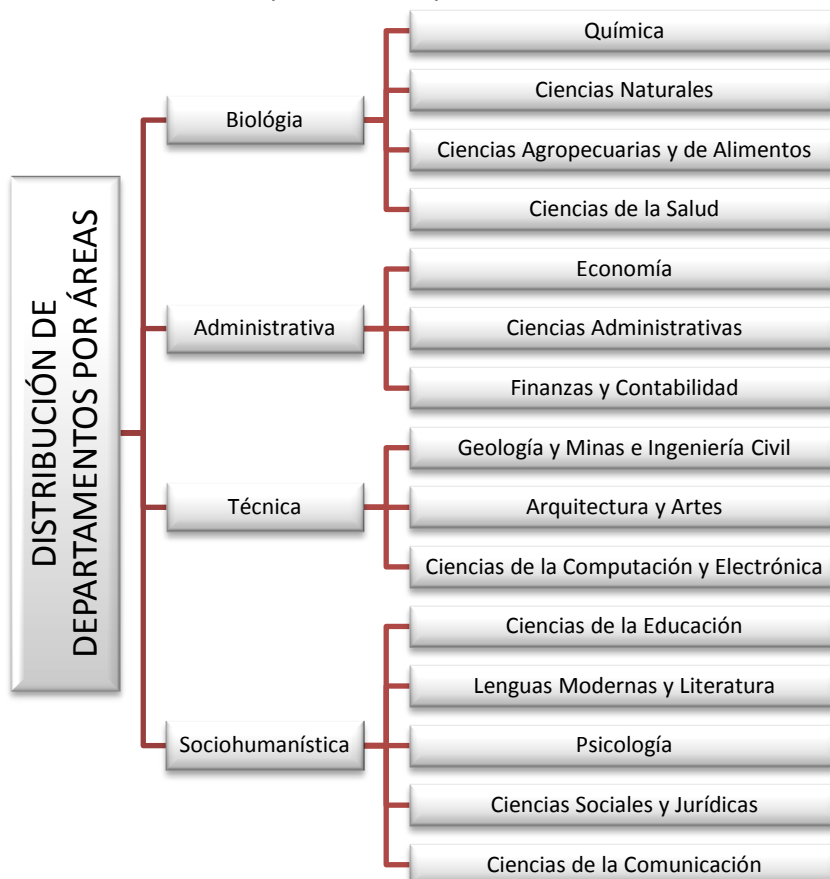 DISTRIBUCIÓN DE
DEPARTAMENTOS POR ÁREAS
Biológia
Química
Ciencias Naturales
Ciencias Agropecuarias y de Alimentos
Ciencias de la Salud
Administrativa
Economía
Ciencias Administrativas
Finanzas y Contabilidad
Técnica
Geología y Minas e Ingeniería Civil
Arquitectura y Artes
Ciencias de la Computación y Electrónica
Sociohumanística
Ciencias de la Educación
Lenguas Modernas y Literatura
Psicología
Ciencias Sociales y Jurídicas
Ciencias de la Comunicación